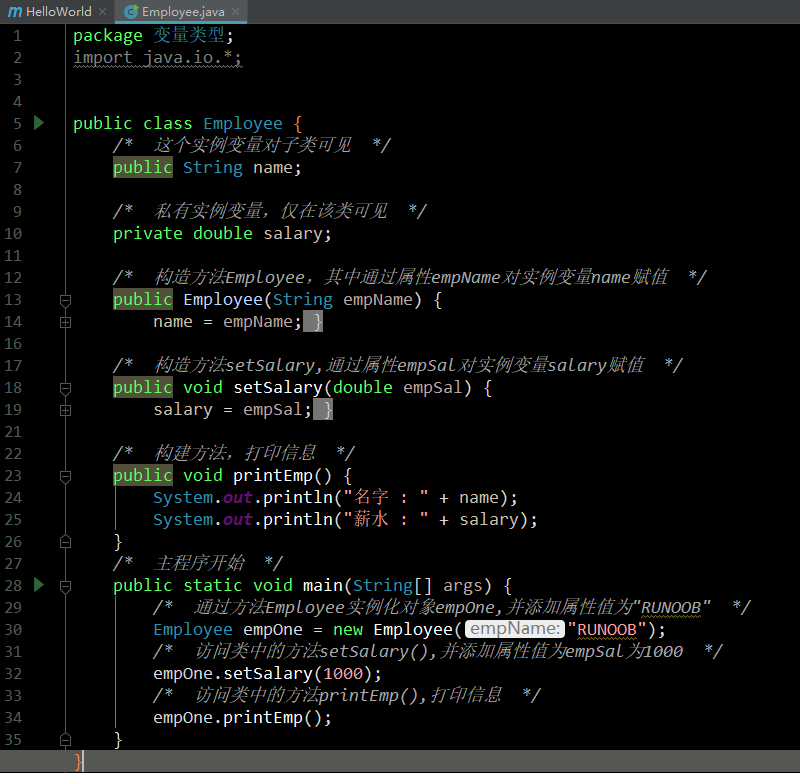 HelloWorld × Employee.java ×
1 package 变量类型;
2 import java.io.*;
3
4
5 public class Employee {
6 /* 这个实例变量对子类可见 */
7 public String name;
8
9 /* 私有实例变量，仅在该类可见 */
10 private double salary;
11
12 /* 构造方法Employee，其中通过属性empName对实例变量name赋值 */
13 public Employee(String empName) {
14 name = empName; }
16
17 /* 构造方法setSalary,通过属性empSal对实例变量salary赋值 */
18 public void setSalary(double empSal) {
19 salary = empSal; }
21
22 /* 构建方法，打印信息 */
23 public void printEmp() {
24 System.out.println("名字 : " + name);
25 System.out.println("薪水 : " + salary);
26 }
27 /* 主程序开始 */
28 public static void main(String[] args) {
29 /* 通过方法Employee实例化对象empOne,并添加属性值为"RUNOOB" */
30 Employee empOne = new Employee( empName: "RUNOOB");
31 /* 访问类中的方法setSalary(),并添加属性值为empSal为1000 */
32 empOne.setSalary(1000);
33 /* 访问类中的方法printEmp(),打印信息 */
34 empOne.printEmp();
35 }
}